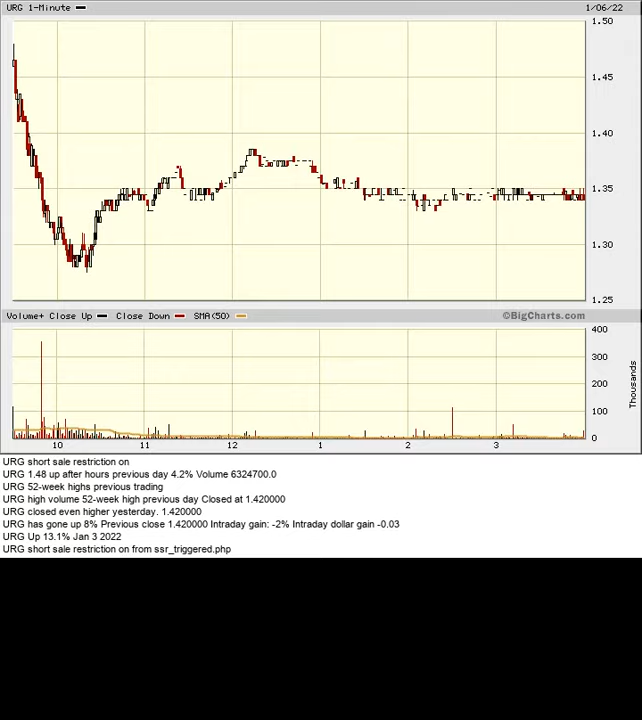 URG 1-Minute 1/06/22
1.50
1.45
1.40
1.35
1.30
1.25
Volume+ Close Up Close Down SMA(50) ©BigCharts.com
400
300
200
100
0
Thousands
10 11 12 1 2 3
URG short sale restriction on
URG 1.48 up after hours previous day 4.2% Volume 6324700.0
URG 52-week highs previous trading
URG high volume 52-week high previous day Closed at 1.420000
URG closed even higher yesterday. 1.420000
URG has gone up 8% Previous close 1.420000 Intraday gain: -2% Intraday dollar gain -0.03
URG Up 13.1% Jan 3 2022
URG short sale restriction on from ssr_triggered.php